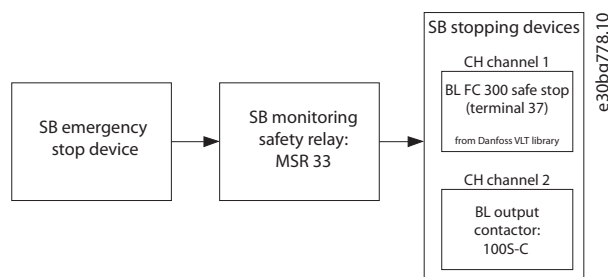 SB emergency
stop device
SB monitoring
safety relay:
MSR 33
SB stopping devices
CH channel 1
BL FC 300 safe stop
(terminal 37)
from Danfoss VLT library
CH channel 2
BL output
contactor:
100S-C
e30bg778.10